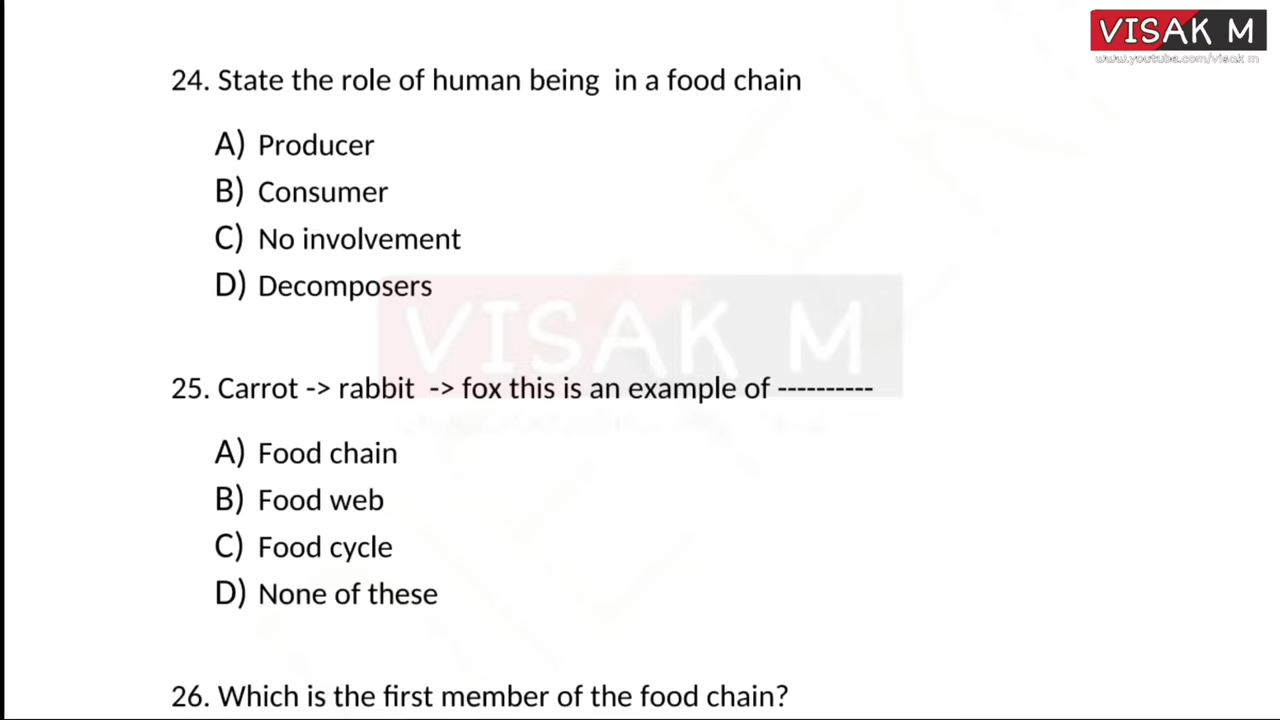 VISAK M
www.youtube.com/visak m
24. State the role of human being in a food chain
A) Producer
B) Consumer
C) No involvement
D) Decomposers
VISAK M
25. Carrot -> rabbit -> fox this is an example of ----------
A) Food chain
B) Food web
C) Food cycle
D) None of these
26. Which is the first member of the food chain?